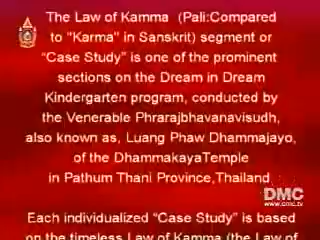 The Law of Kamma (Pali:Compared
to "Karma" in Sanskrit) segment or
"Case Study" is one of the prominent
sections on the Dream in Dream
Kindergarten program, conducted by
the Venerable Phrarajbhavanavisudh,
also known as, Luang Phaw Dhammajayo,
of the DhammakayaTemple
in Pathum Thani Province,Thailand.
DMC
www.dmc.tv
Each individualized "Case Study" is based
on the timeless Law of Kamma (the Law of